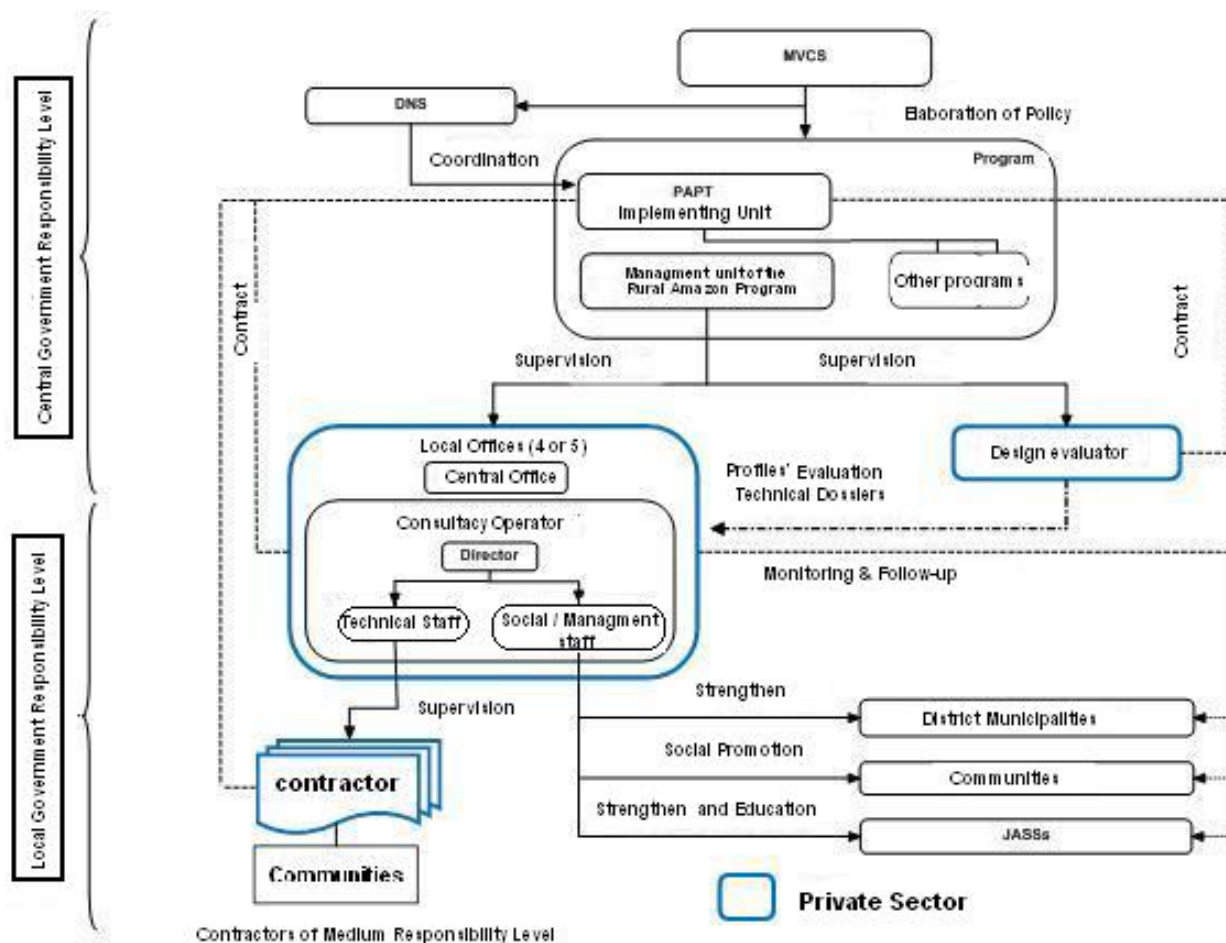 MVCS
DNS
Elaboration of Policy
Coordination
Program
PAPT
Implementing Unit
Managment unit of the
Rural Amazon Program
Other programs
Central Government Responsibility Level
Contract
Contract
Supervision
Supervision
Local Offices (4 or 5)
Central Office
Design evaluator
Profiles' Evaluation
Technical Dossiers
Consultacy Operator
Director
Monitoring & Follow-up
Technical Staff
Social / Managment
staff
Local Government Responsibility Level
Strengthen
Supervision
District Municipalities
Social Promotion
Communities
contractor
Strengthen and Education
JASSs
Communities
Private Sector
Contractors of Medium Responsibility Level